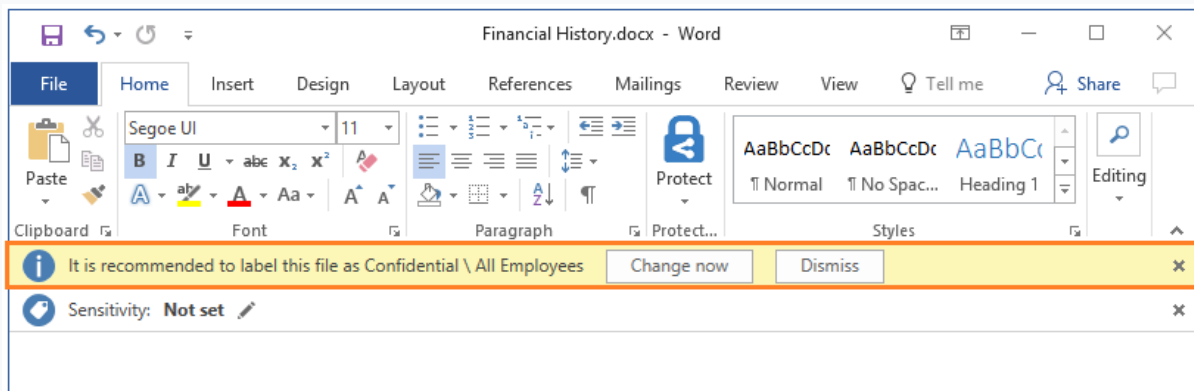 Financial History.docx - Word
File Home Insert Design Layout References Mailings Review View Tell me Share
Segoe UI 11
B I U abc X₂ X² A
Paste
A ab A Aa A A A Z ¶
Protect
AaBbCcDc AaBbCcDc AaBbC
¶ Normal ¶ No Spac... Heading 1
Editing
Clipboard Font Paragraph Protect... Styles
It is recommended to label this file as Confidential \ All Employees Change now Dismiss
Sensitivity: Not set